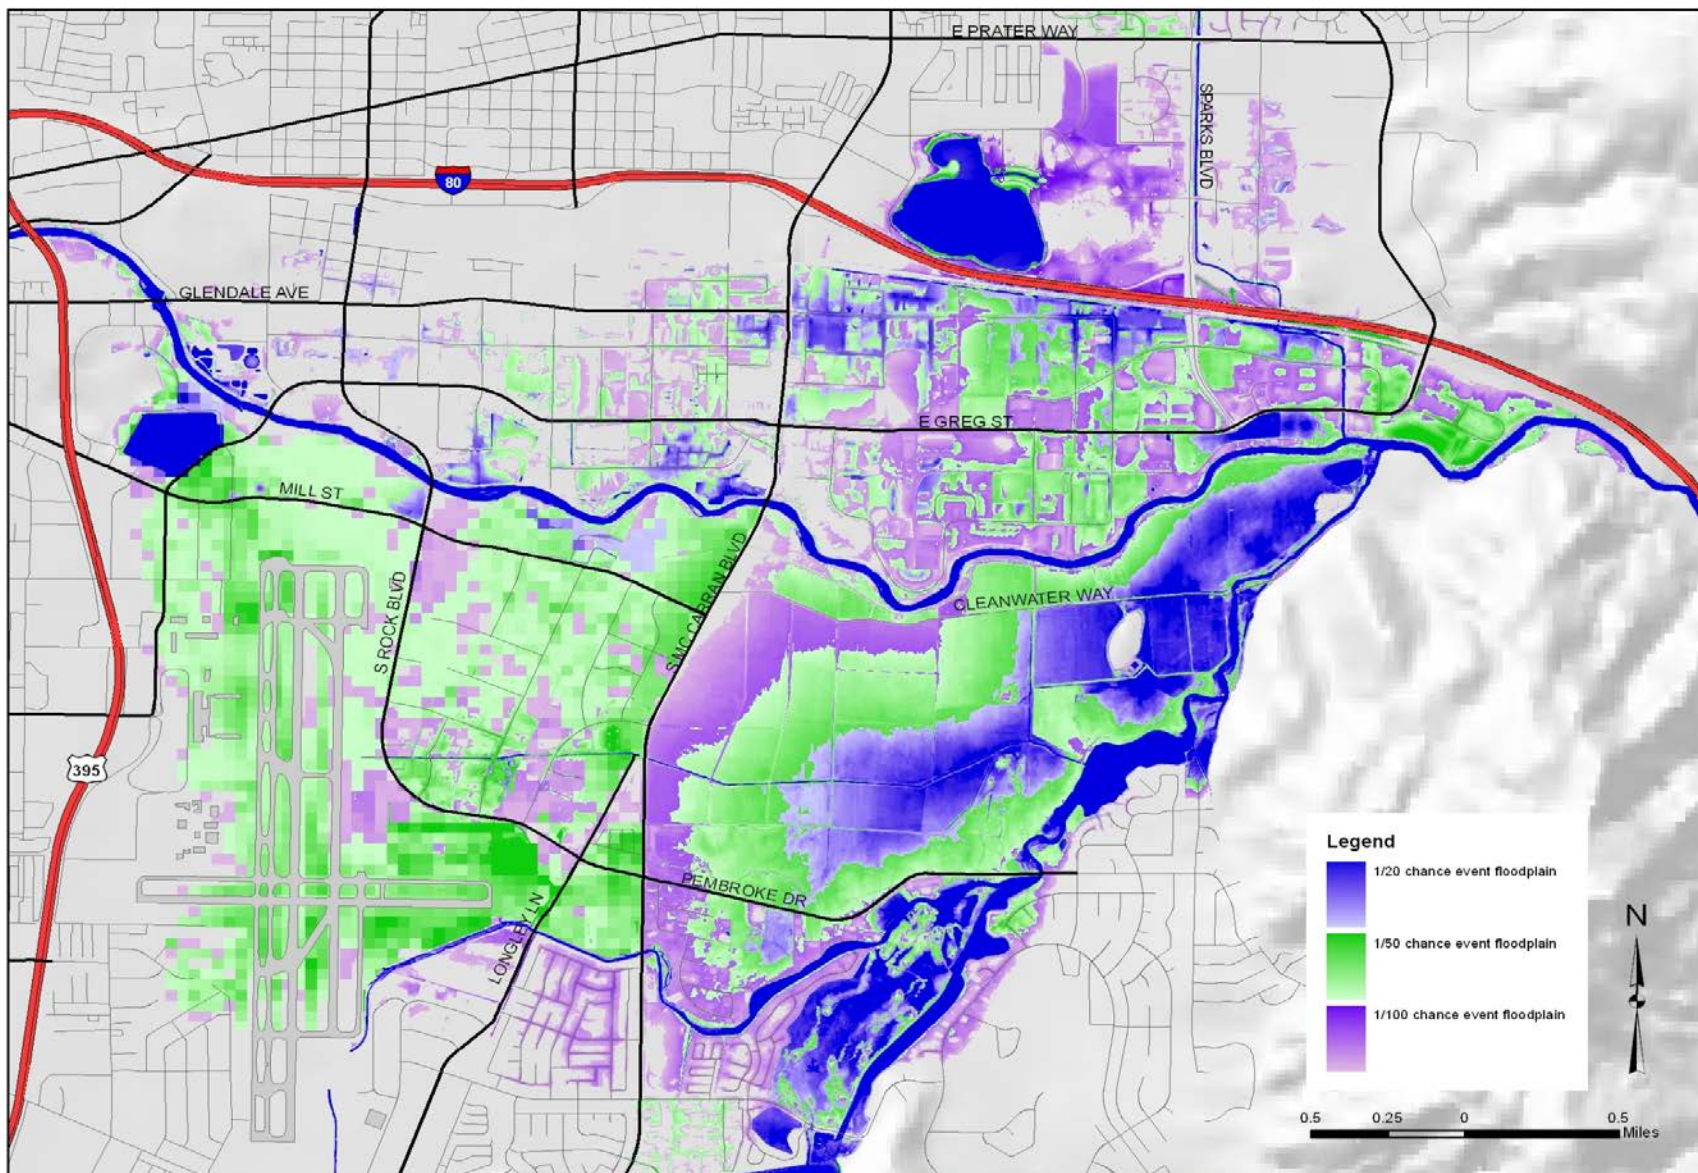 E PRATER WAY
SPARKS BLVD
80
GLENDALE AVE
E GREG ST
MILL ST
S ROCK BLVD
S MC CARRAN BLVD
CLEANWATER WAY
395
PEMBROKE DR
LONGLEY LN
Legend
1/20 chance event floodplain
1/50 chance event floodplain
1/100 chance event floodplain
N
0.5 0.25 0 0.5
Miles